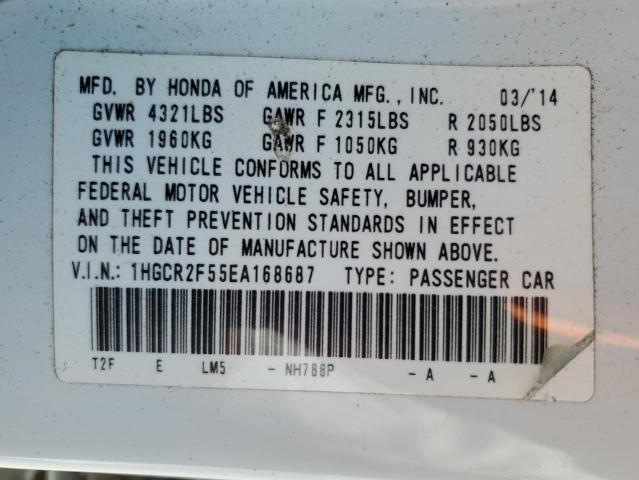 MFD. BY HONDA OF AMERICA MFG., INC. 03/'14
GVWR 4321LBS GAWR F 2315LBS R 2050LBS
GVWR 1960KG GAWR F 1050KG R 930KG
THIS VEHICLE CONFORMS TO ALL APPLICABLE
FEDERAL MOTOR VEHICLE SAFETY, BUMPER,
AND THEFT PREVENTION STANDARDS IN EFFECT
ON THE DATE OF MANUFACTURE SHOWN ABOVE.
V.I.N.: 1HGCR2F55EA168687 TYPE: PASSENGER CAR
T2F E LM5 - NH788P - A - A